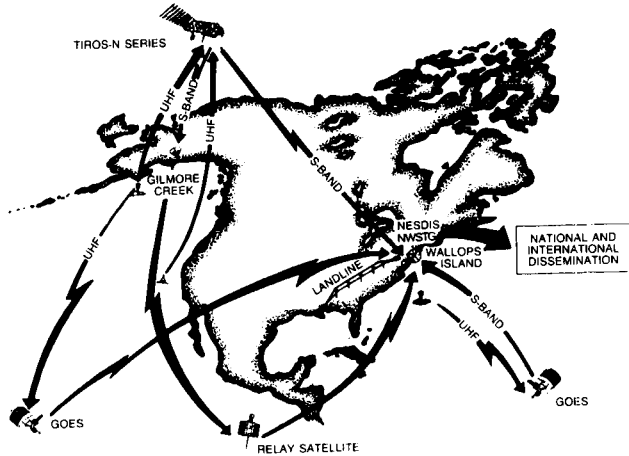 TIROS-N SERIES
UHF
S-BAND
UHF
S-BAND
GILMORE
CREEK
UHF
NESDIS
NWSTG
WALLOPS
ISLAND
LANDLINE
NATIONAL AND
INTERNATIONAL
DISSEMINATION
S-BAND
UHF
GOES
GOES
RELAY SATELLITE